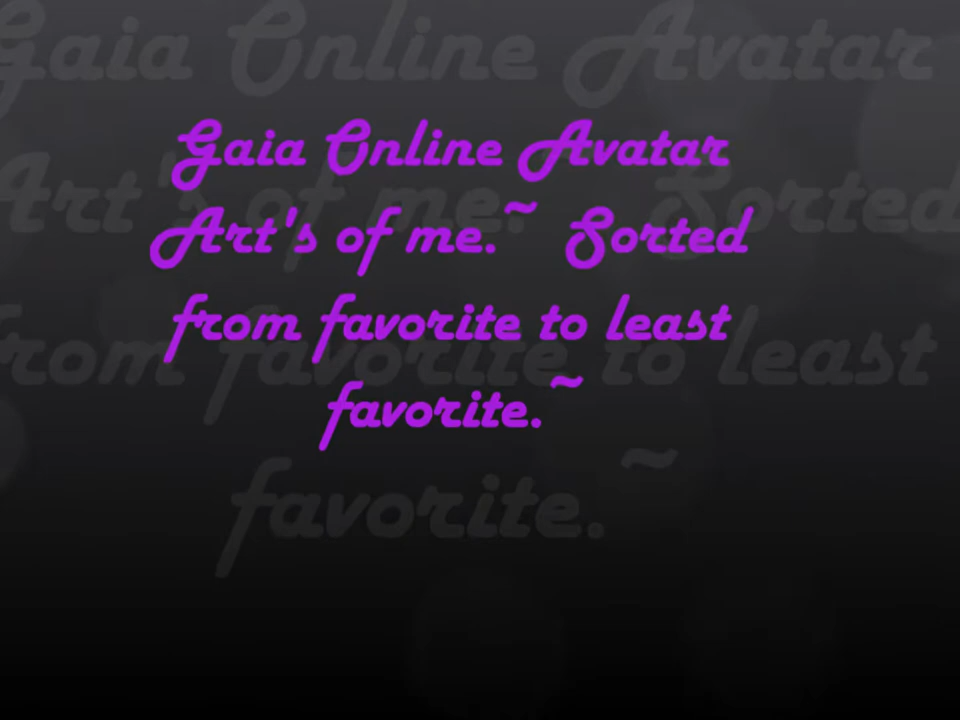 Gaia Online Avatar
Art's of me.~ Sorted
from favorite to least
favorite.~